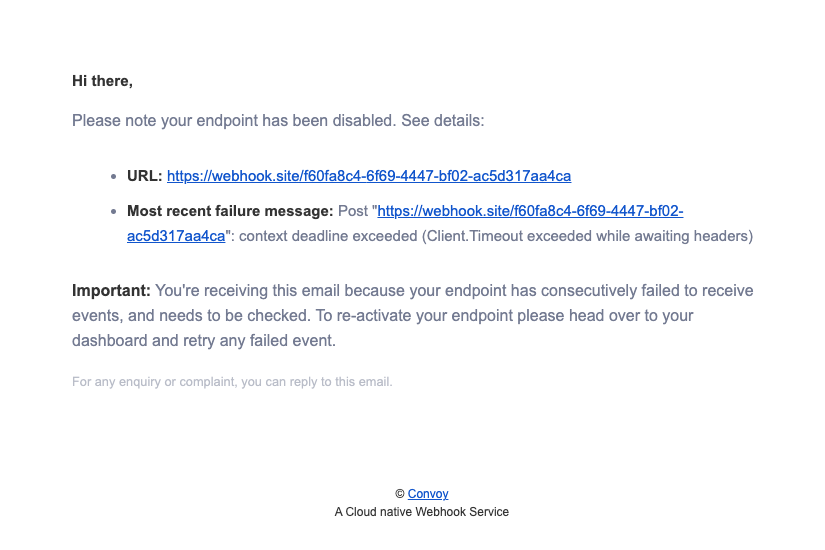 Hi there,
Please note your endpoint has been disabled. See details:
• URL: https://webhook.site/f60fa8c4-6f69-4447-bf02-ac5d317aa4ca
• Most recent failure message: Post "https://webhook.site/f60fa8c4-6f69-4447-bf02-
ac5d317aa4ca": context deadline exceeded (Client.Timeout exceeded while awaiting headers)
Important: You're receiving this email because your endpoint has consecutively failed to receive
events, and needs to be checked. To re-activate your endpoint please head over to your
dashboard and retry any failed event.
For any enquiry or complaint, you can reply to this email.
© Convoy
A Cloud native Webhook Service